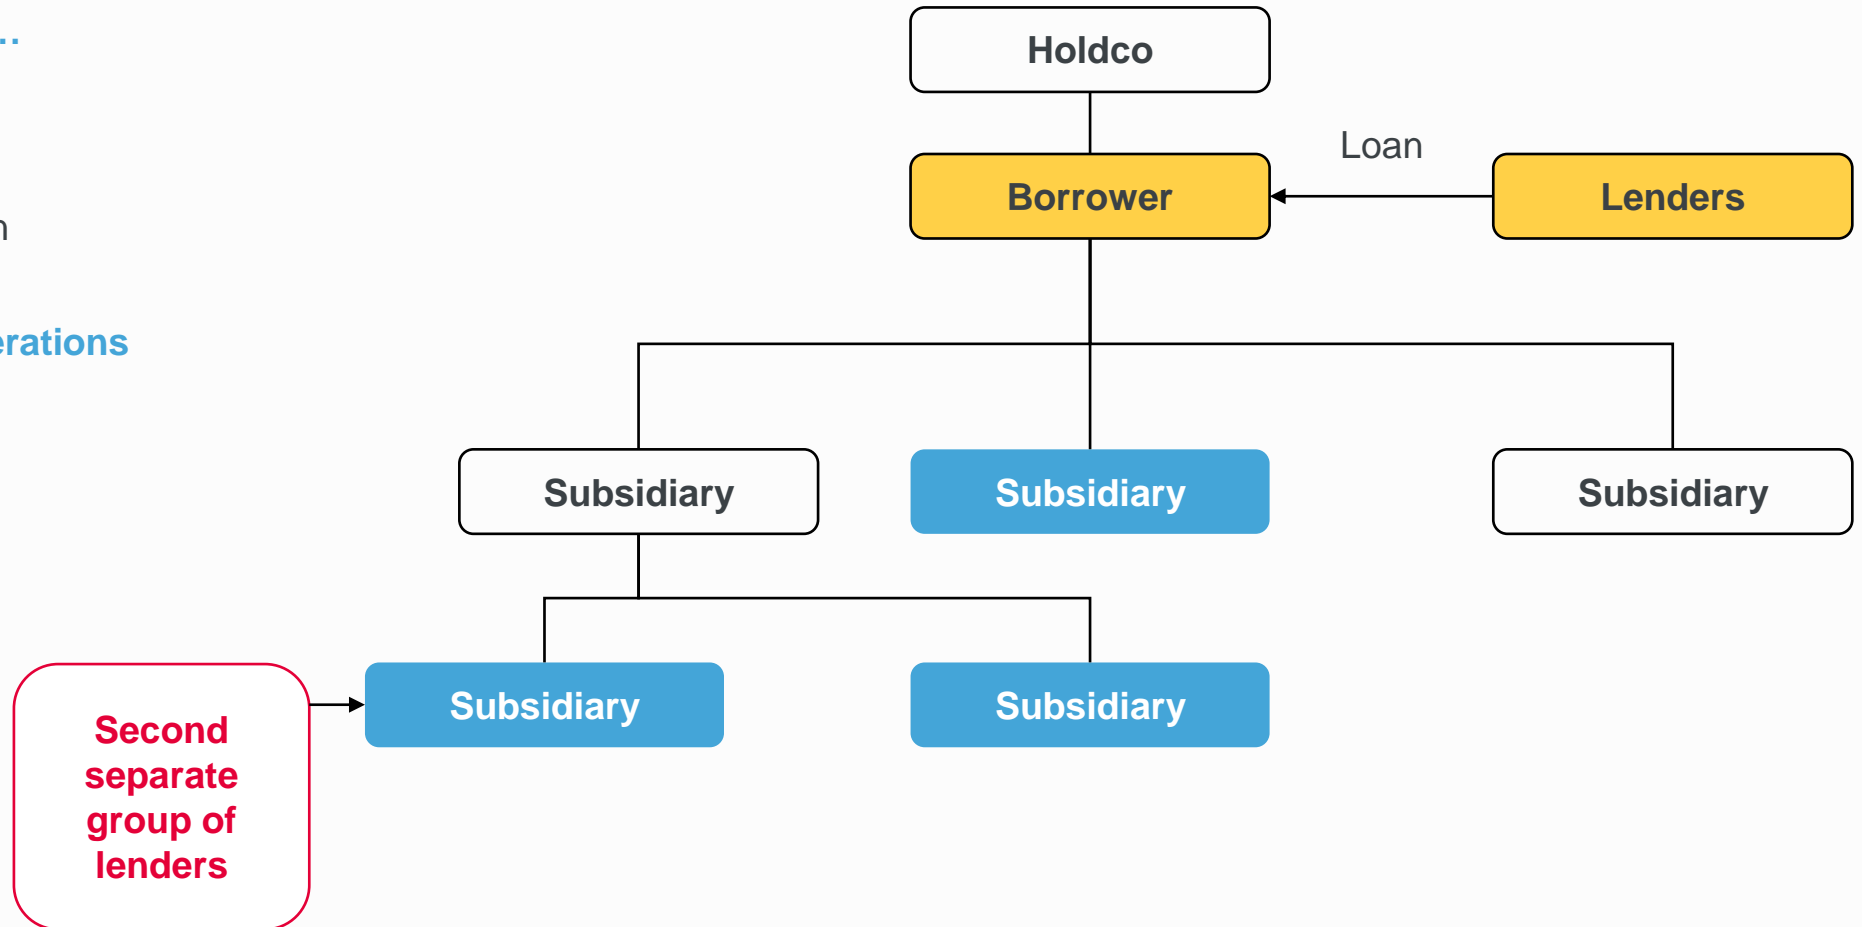 ...
Holdco
Loan
Borrower
Lenders
n
erations
Subsidiary
Subsidiary
Subsidiary
Subsidiary
Subsidiary
Second
separate
group of
lenders